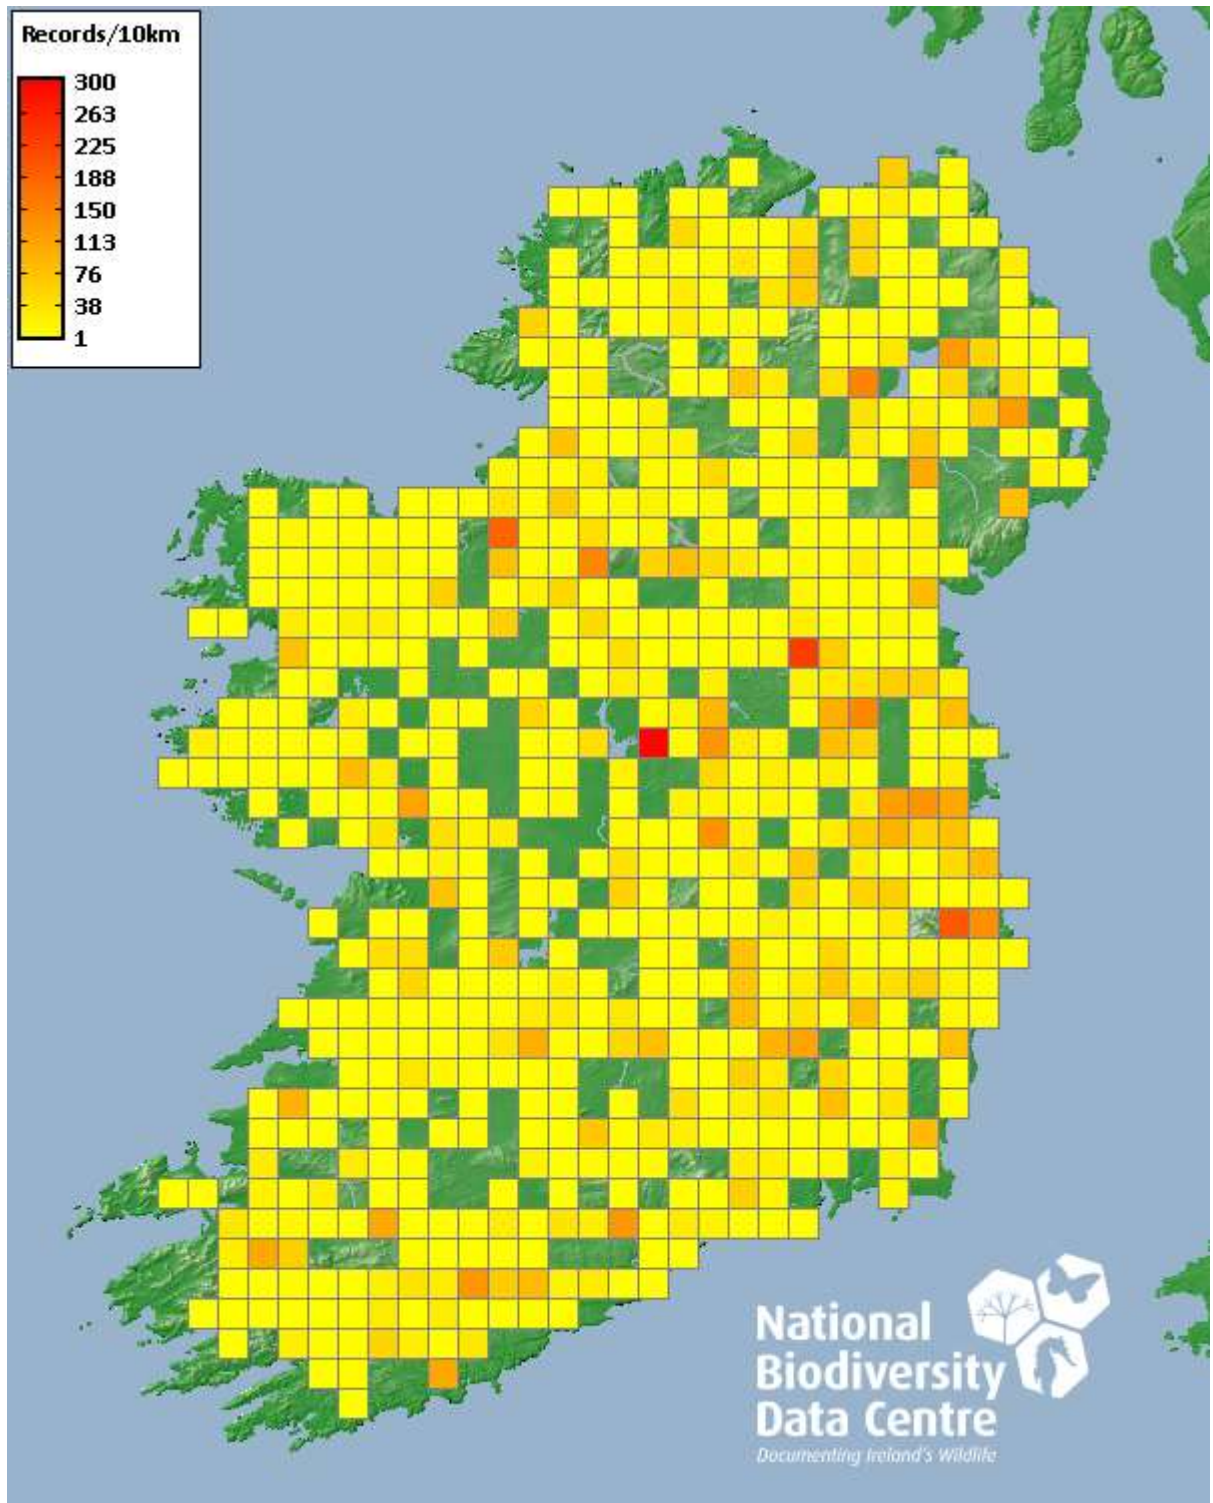 Records/10km
300
263
225
188
150
113
76
38
1
National
Biodiversity
Data Centre
Documenting Ireland's Wildlife